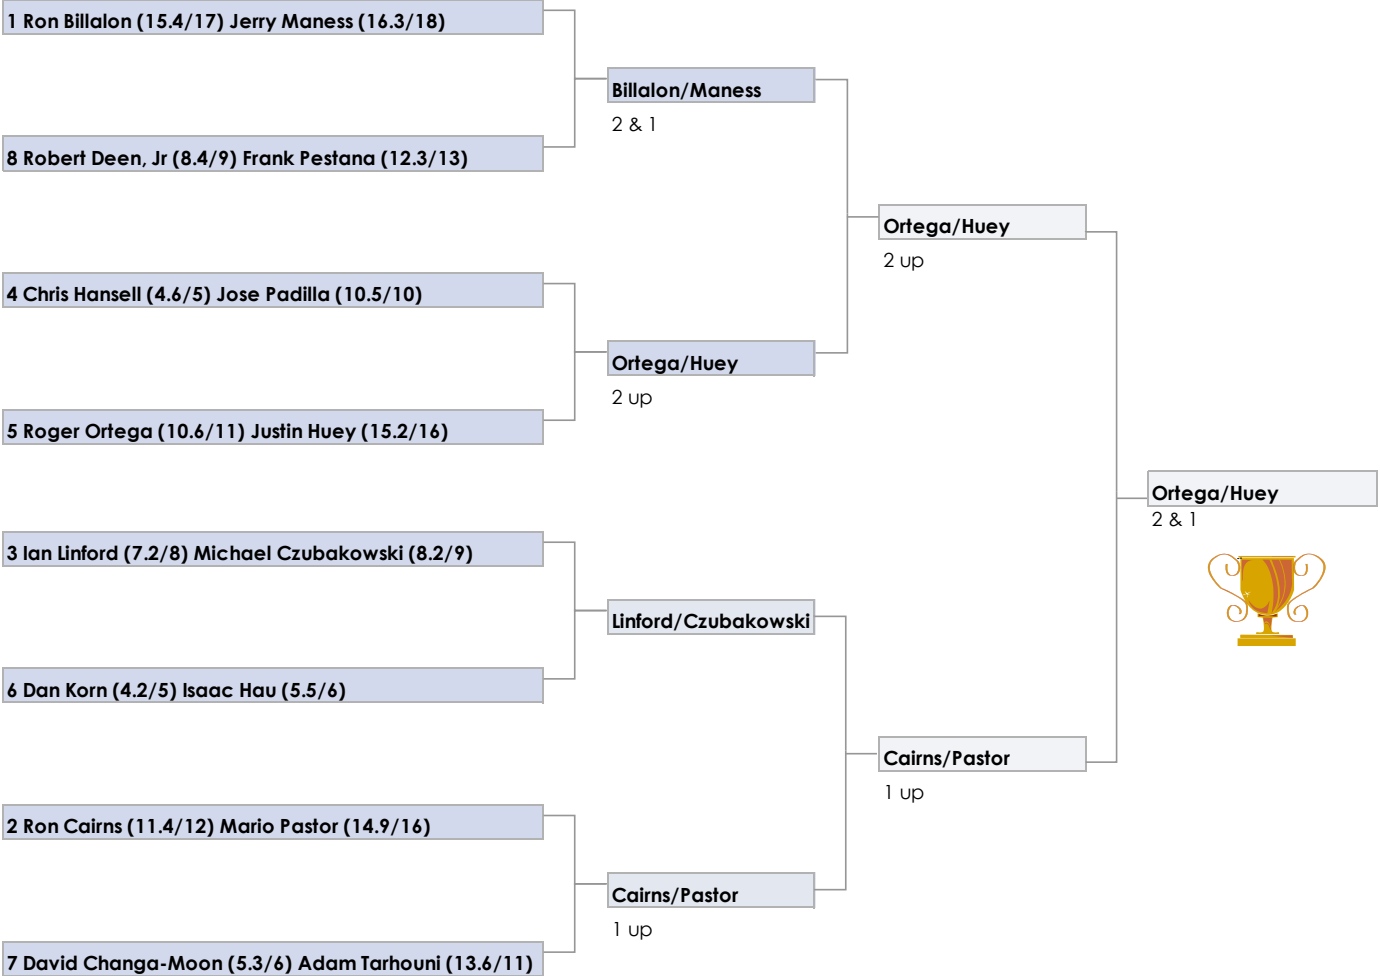 1 Ron Billalon (15.4/17) Jerry Maness (16.3/18)
Billalon/Maness
2 & 1
8 Robert Deen, Jr (8.4/9) Frank Pestana (12.3/13)
Ortega/Huey
2 up
4 Chris Hansell (4.6/5) Jose Padilla (10.5/10)
Ortega/Huey
2 up
5 Roger Ortega (10.6/11) Justin Huey (15.2/16)
Ortega/Huey
2 & 1
3 Ian Linford (7.2/8) Michael Czubakowski (8.2/9)
Linford/Czubakowski
6 Dan Korn (4.2/5) Isaac Hau (5.5/6)
Cairns/Pastor
1 up
2 Ron Cairns (11.4/12) Mario Pastor (14.9/16)
Cairns/Pastor
1 up
7 David Changa-Moon (5.3/6) Adam Tarhouni (13.6/11)